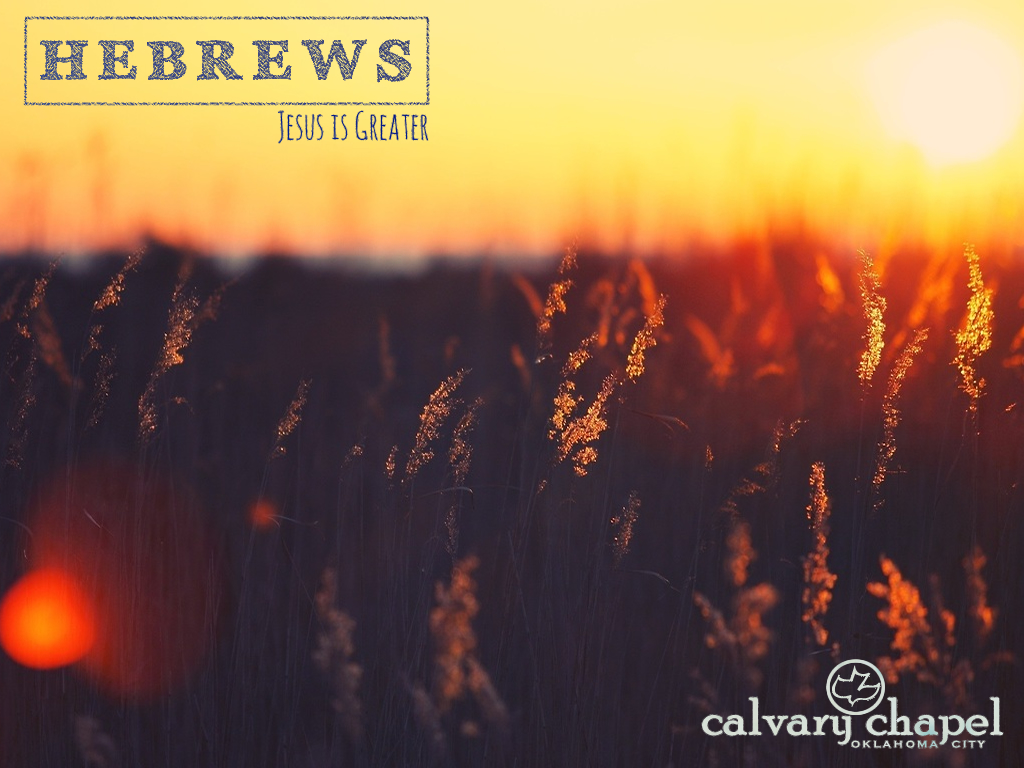 HEBREWS
Jesus is Greater
calvary chapel
OKLAHOMA CITY